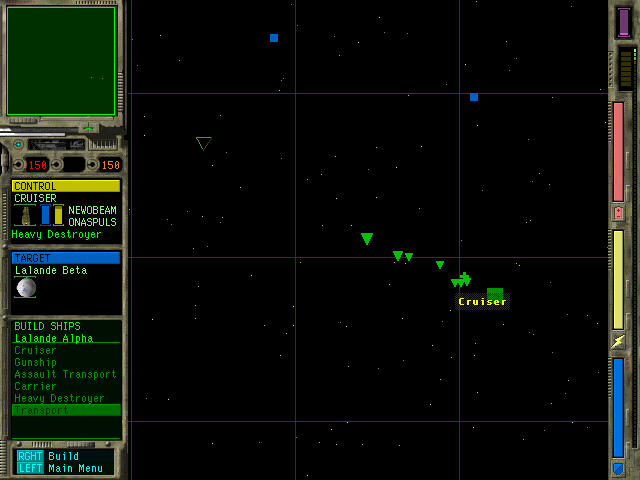 150 150
CONTROL
CRUISER
NEWOBEAM
ONASPULS
Heavy Destroyer
TARGET
Lalande Beta
BUILD SHIPS
Lalande Alpha
Cruiser
Gunship
Assault Transport
Carrier
Heavy Destroyer
Transport
RGHT Build
LEFT Main Menu
Cruiser